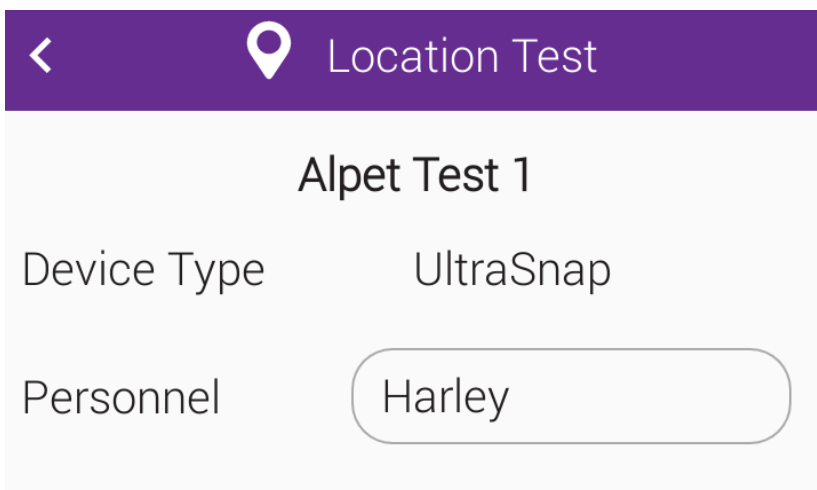 Location Test
Alpet Test 1
Device Type UltraSnap
Personnel Harley